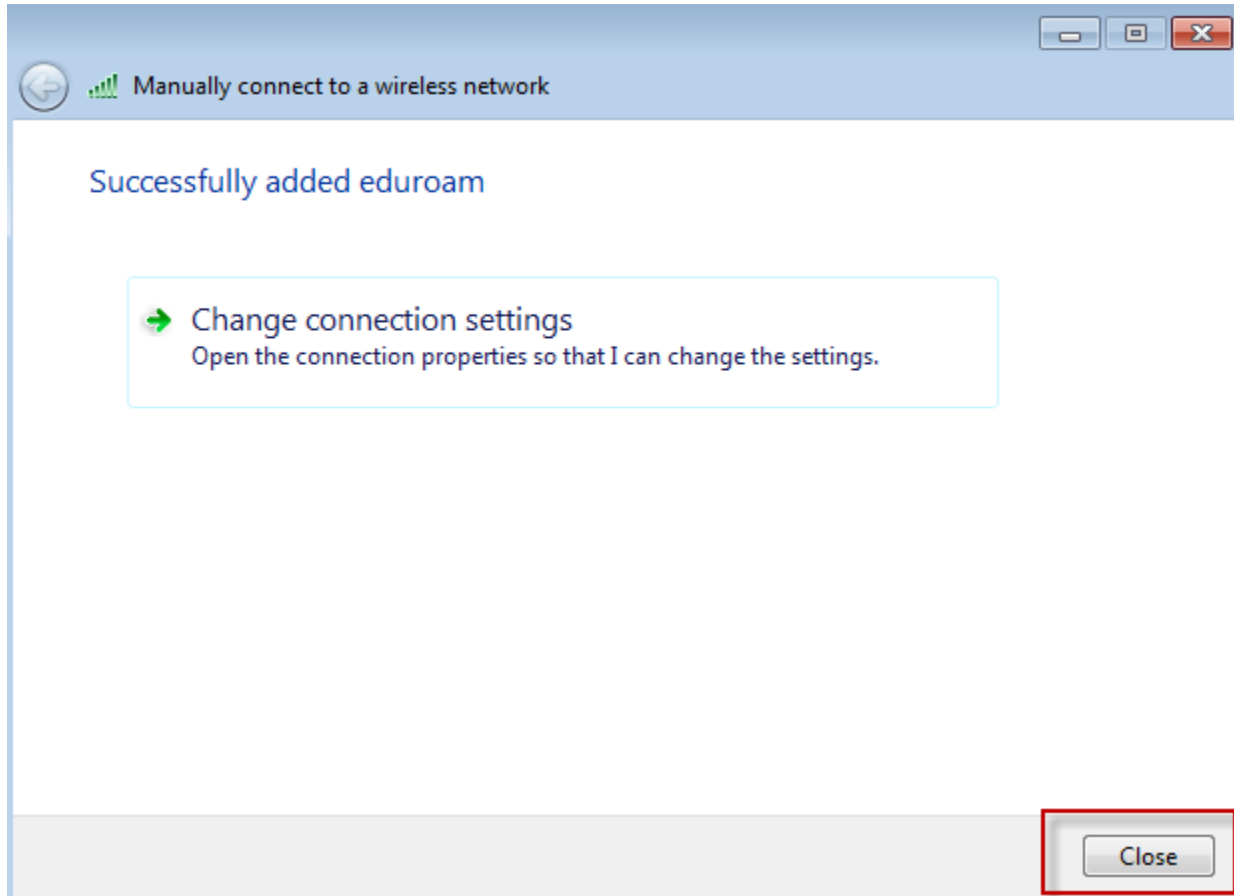 Manually connect to a wireless network
Successfully added eduroam
Change connection settings
Open the connection properties so that I can change the settings.
Close